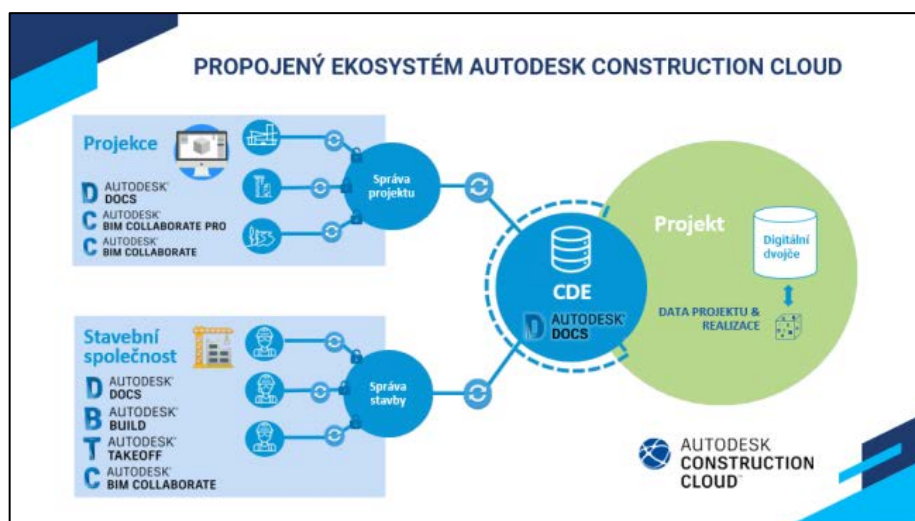 PROPOJENÝ EKOSYSTÉM AUTODESK CONSTRUCTION CLOUD
Projekce
D AUTODESK® DOCS
C AUTODESK® BIM COLLABORATE PRO
C AUTODESK® BIM COLLABORATE
Správa
projektu
Stavební
společnost
D AUTODESK® DOCS
B AUTODESK® BUILD
T AUTODESK® TAKEOFF
C AUTODESK® BIM COLLABORATE
Správa
stavby
CDE
D AUTODESK® DOCS
Projekt
Digitální
dvojče
DATA PROJEKTU &
REALIZACE
AUTODESK
CONSTRUCTION
CLOUD™